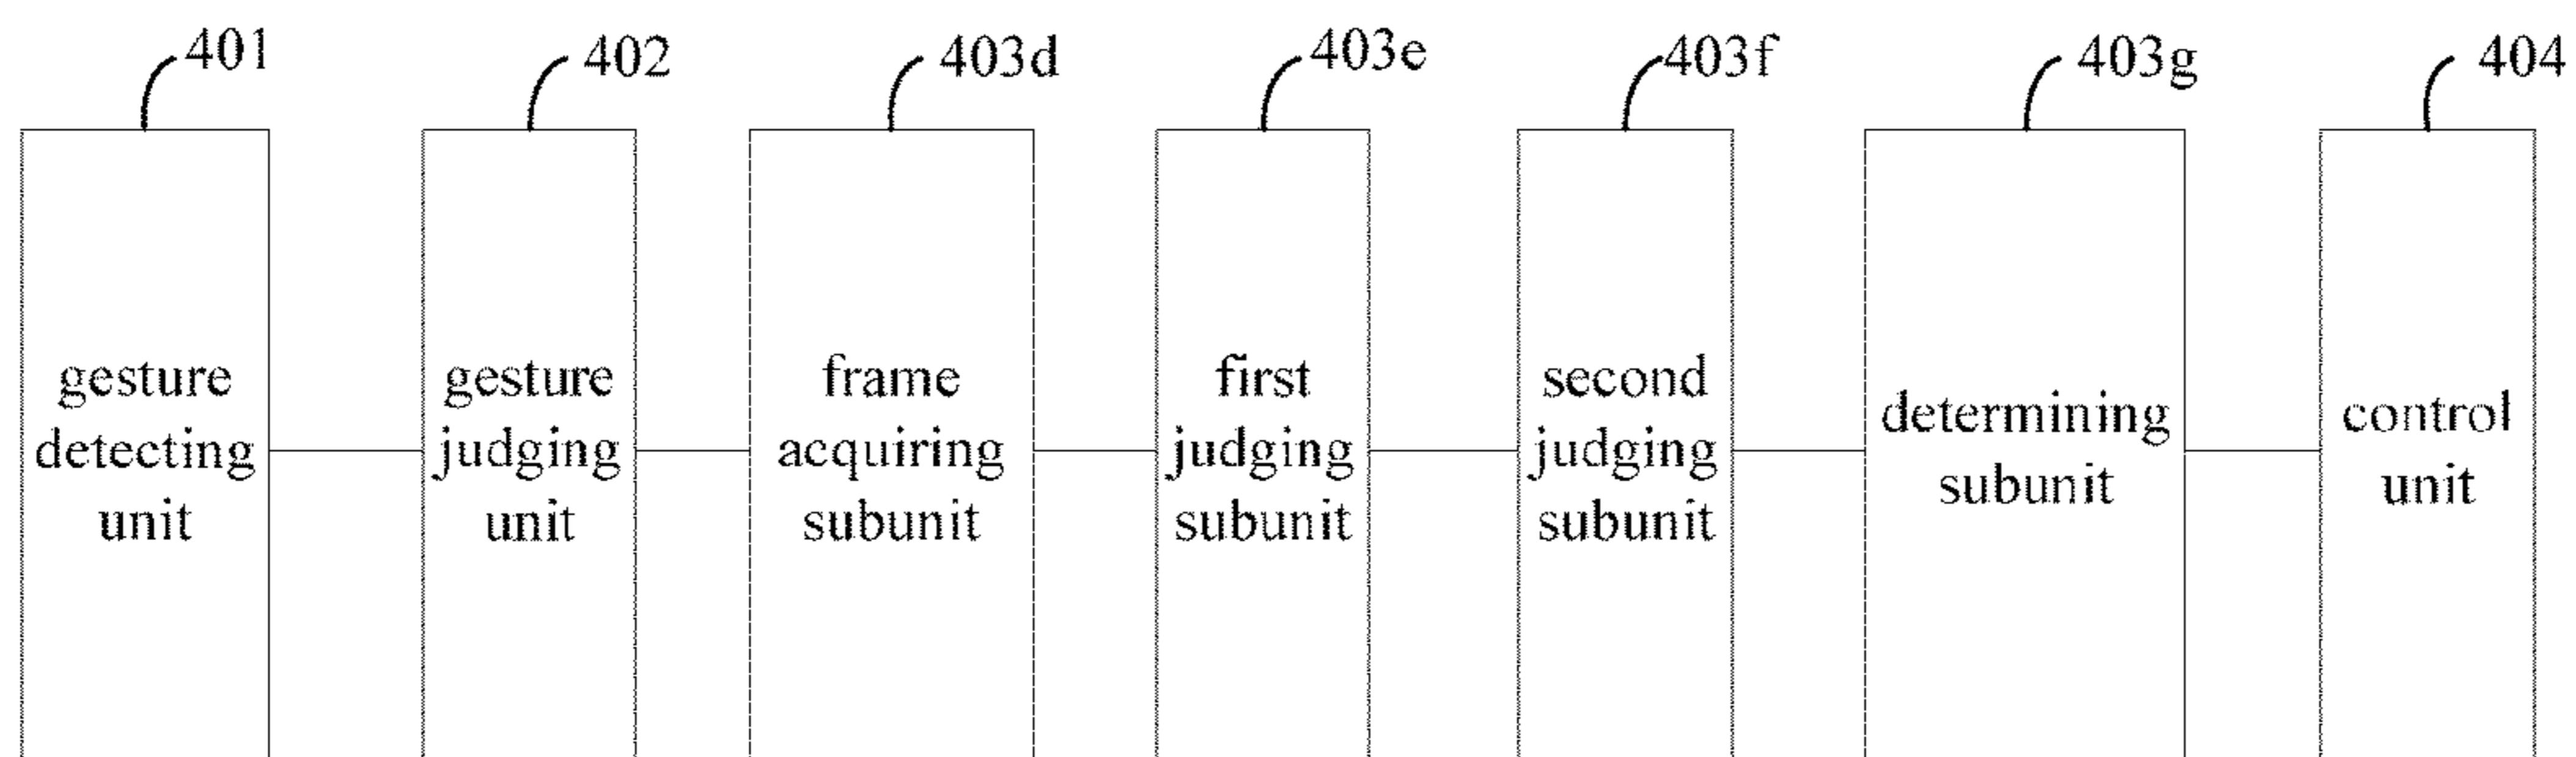 401
402
403d
403e
403f
403g
404
gesture
detecting
unit
gesture
judging
unit
frame
acquiring
subunit
first
judging
subunit
second
judging
subunit
determining
subunit
control
unit